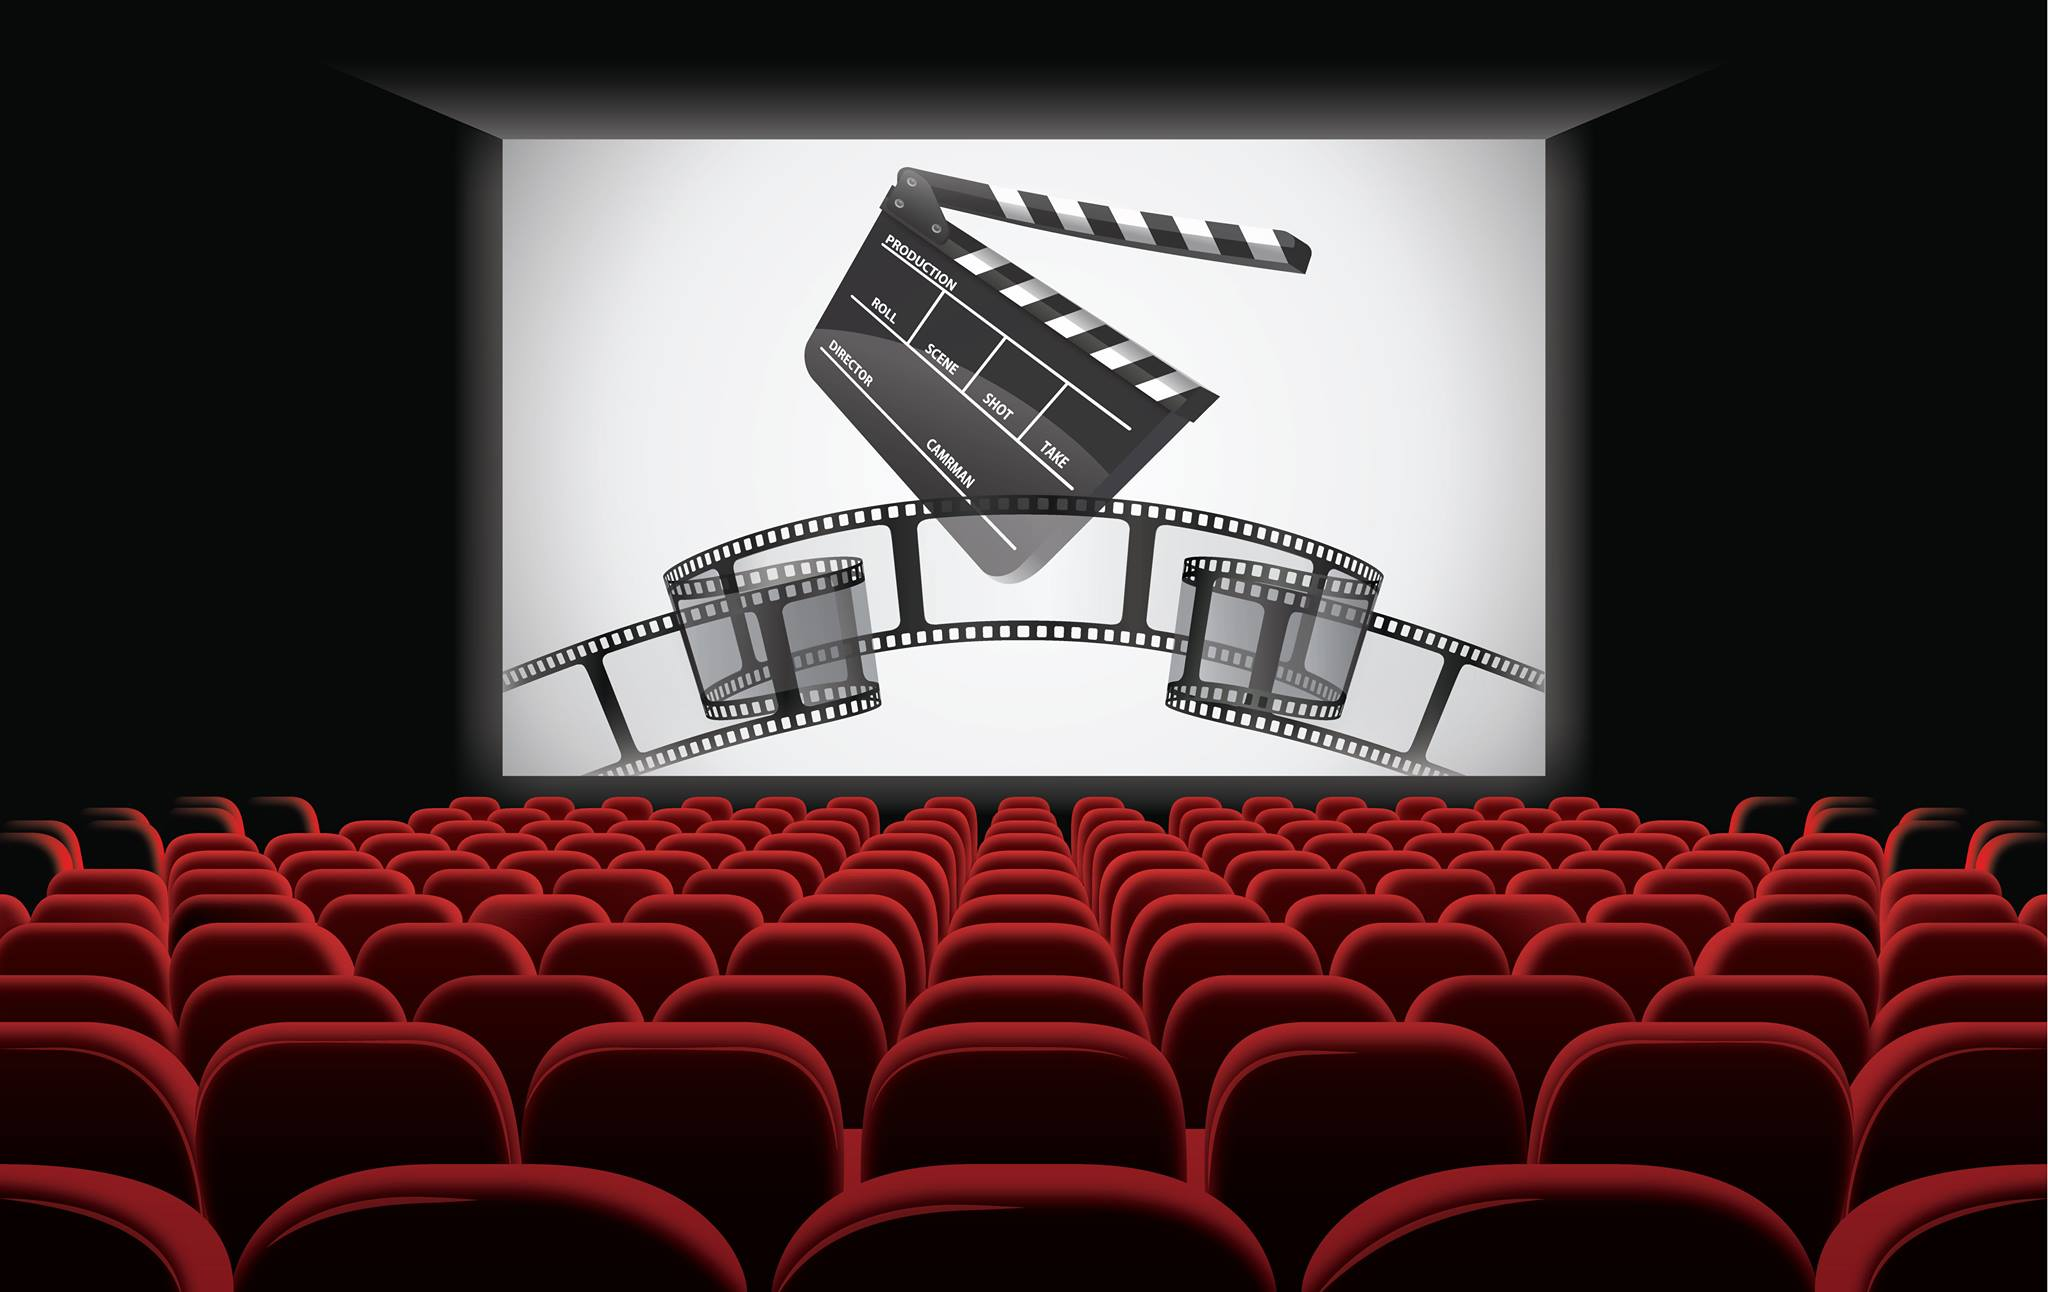 PRODUCTION
ROLL
SCENE
SHOT
TAKE
DIRECTOR
CAMRMAN